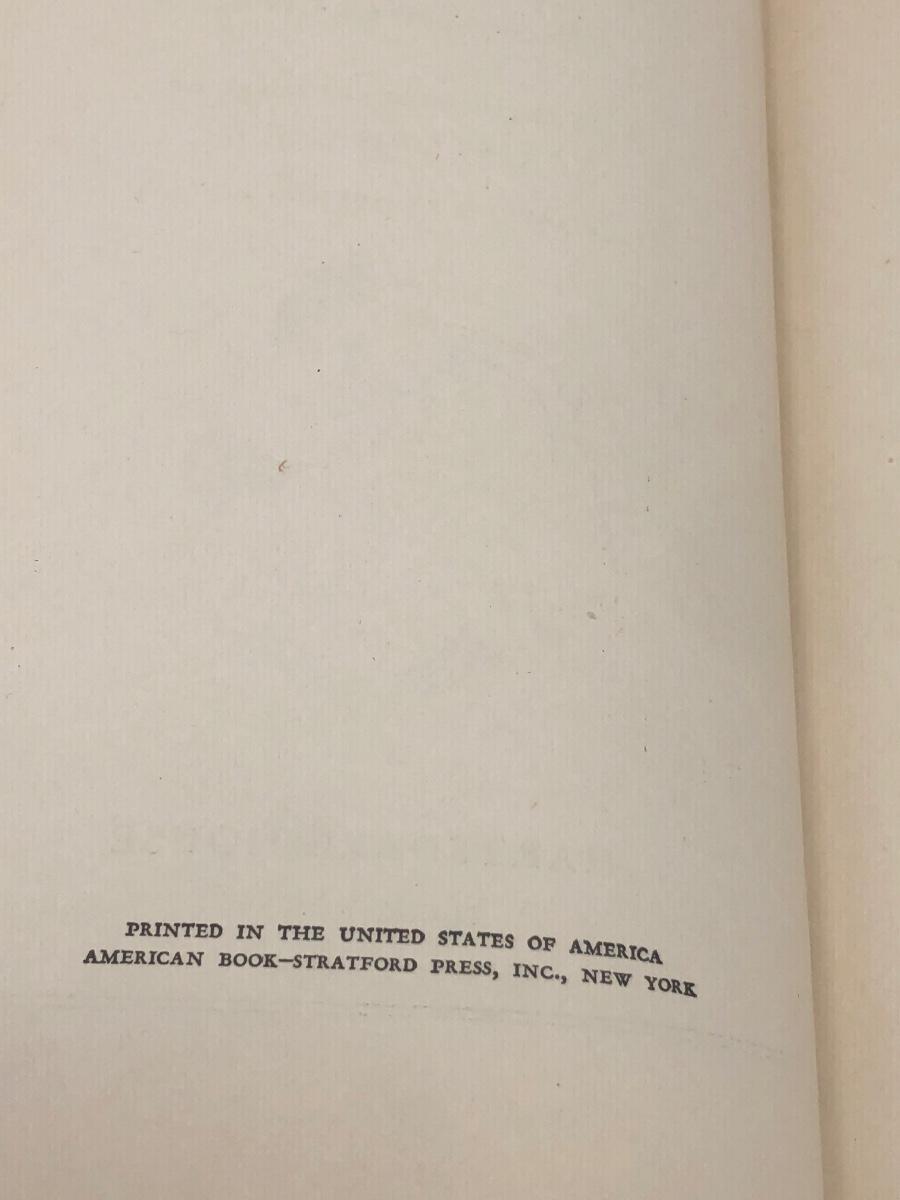 PRINTED IN THE UNITED STATES OF AMERICA
AMERICAN BOOK—STRATFORD PRESS, INC., NEW YORK